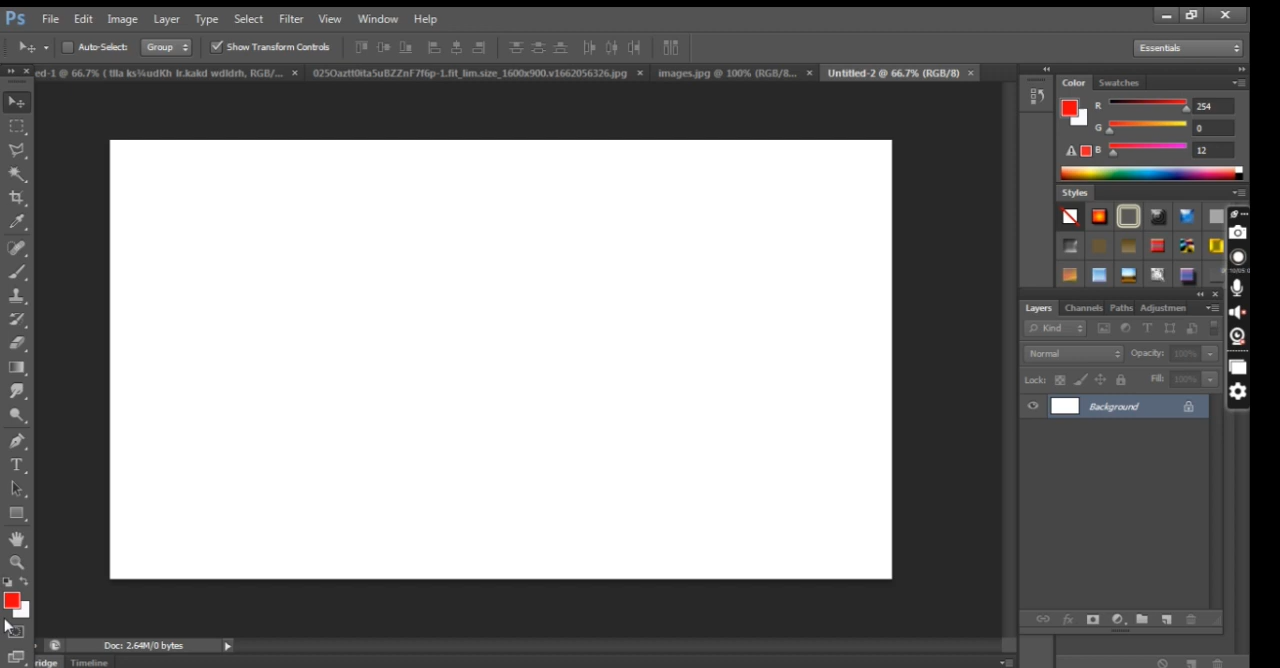 Ps File Edit Image Layer Type Select Filter View Window Help
Auto-Select: Group Show Transform Controls Essentials
ed-1 @ 66.7% ( tlla ks¾udKh lr.kakd wdldrh, RGB/... × 025Oaztt0ita5uBZZnF7f6p-1.fit_lim.size_1600x900.v1662056326.jpg × images.jpg @ 100% (RGB/8... × Untitled-2 @ 66.7% (RGB/8) ×
Color Swatches
R 254
G 0
B 12
Styles
Layers Channels Paths Adjustmen
Kind
Normal Opacity: 100%
Lock: Fill: 100%
Background
Doc: 2.64M/0 bytes
ridge Timeline